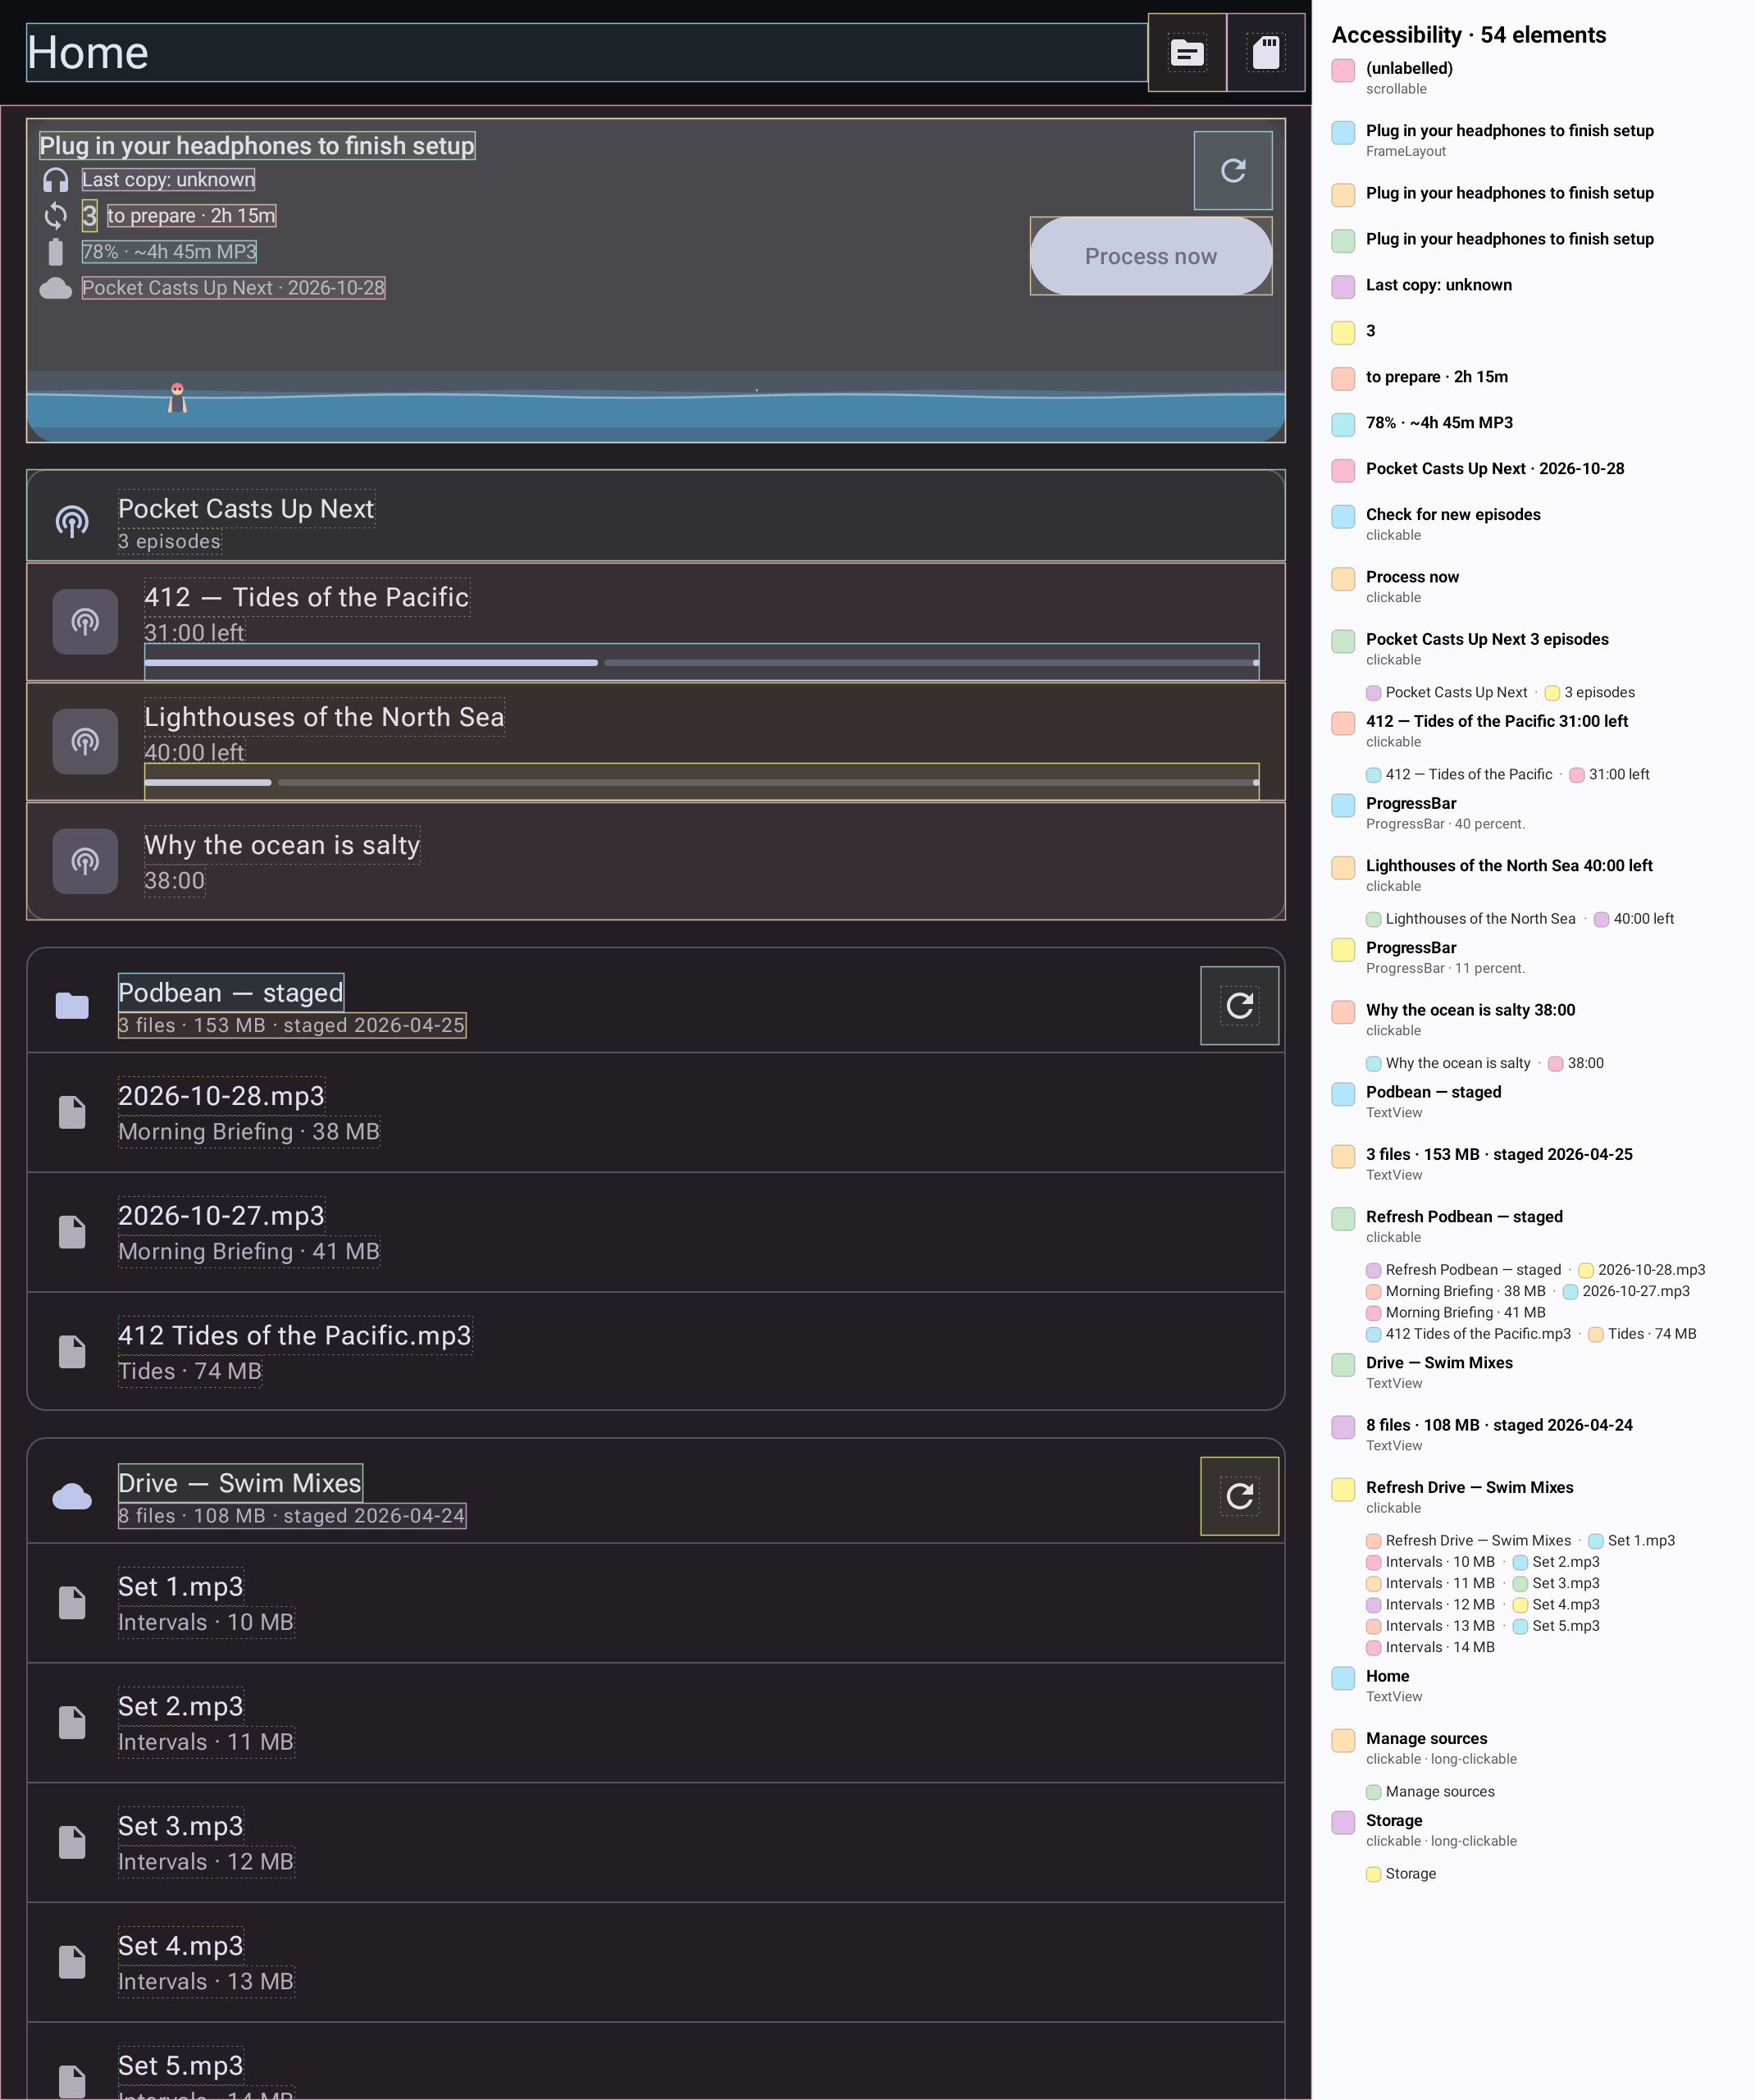 Home
Plug in your headphones to finish setup
Last copy: unknown
3 to prepare · 2h 15m
78% · ~4h 45m MP3
Pocket Casts Up Next · 2026-10-28
Process now
Pocket Casts Up Next
3 episodes
412 — Tides of the Pacific
31:00 left
Lighthouses of the North Sea
40:00 left
Why the ocean is salty
38:00
Podbean — staged
3 files · 153 MB · staged 2026-04-25
2026-10-28.mp3
Morning Briefing · 38 MB
2026-10-27.mp3
Morning Briefing · 41 MB
412 Tides of the Pacific.mp3
Tides · 74 MB
Drive — Swim Mixes
8 files · 108 MB · staged 2026-04-24
Set 1.mp3
Intervals · 10 MB
Set 2.mp3
Intervals · 11 MB
Set 3.mp3
Intervals · 12 MB
Set 4.mp3
Intervals · 13 MB
Set 5.mp3
Intervals · 14 MB
Accessibility · 54 elements
(unlabelled)
scrollable
Plug in your headphones to finish setup
FrameLayout
Plug in your headphones to finish setup
Plug in your headphones to finish setup
Last copy: unknown
3
to prepare · 2h 15m
78% · ~4h 45m MP3
Pocket Casts Up Next · 2026-10-28
Check for new episodes
clickable
Process now
clickable
Pocket Casts Up Next 3 episodes
clickable
Pocket Casts Up Next · 3 episodes
412 — Tides of the Pacific 31:00 left
clickable
412 — Tides of the Pacific · 31:00 left
ProgressBar
ProgressBar · 40 percent.
Lighthouses of the North Sea 40:00 left
clickable
Lighthouses of the North Sea · 40:00 left
ProgressBar
ProgressBar · 11 percent.
Why the ocean is salty 38:00
clickable
Why the ocean is salty · 38:00
Podbean — staged
TextView
3 files · 153 MB · staged 2026-04-25
TextView
Refresh Podbean — staged
clickable
Refresh Podbean — staged · 2026-10-28.mp3
Morning Briefing · 38 MB · 2026-10-27.mp3
Morning Briefing · 41 MB
412 Tides of the Pacific.mp3 · Tides · 74 MB
Drive — Swim Mixes
TextView
8 files · 108 MB · staged 2026-04-24
TextView
Refresh Drive — Swim Mixes
clickable
Refresh Drive — Swim Mixes · Set 1.mp3
Intervals · 10 MB · Set 2.mp3
Intervals · 11 MB · Set 3.mp3
Intervals · 12 MB · Set 4.mp3
Intervals · 13 MB · Set 5.mp3
Intervals · 14 MB
Home
TextView
Manage sources
clickable · long-clickable
Manage sources
Storage
clickable · long-clickable
Storage